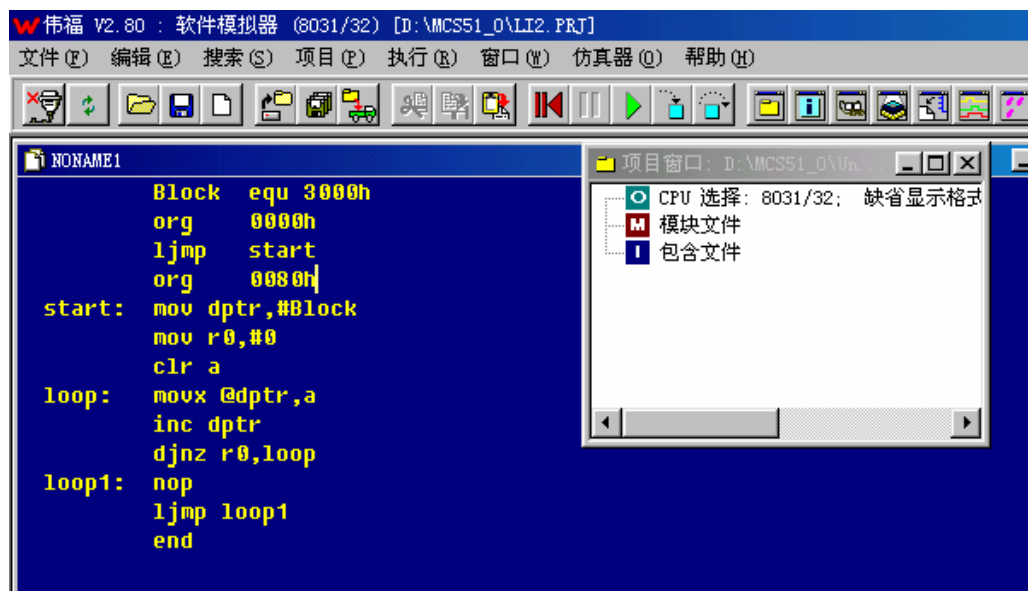 伟福 V2.80 : 软件模拟器 (8031/32) [D:\MCS51_0\LI2.PRJ]
文件(F) 编辑(E) 搜索(S) 项目(P) 执行(R) 窗口(W) 仿真器(O) 帮助(H)
NONAME1
Block equ 3000h
org 0000h
ljmp start
org 0080h
start: mov dptr,#Block
mov r0,#0
clr a
loop: movx @dptr,a
inc dptr
djnz r0,loop
loop1: nop
ljmp loop1
end
项目窗口: D:\MCS51_0\Un...
CPU 选择: 8031/32; 缺省显示格式
模块文件
包含文件